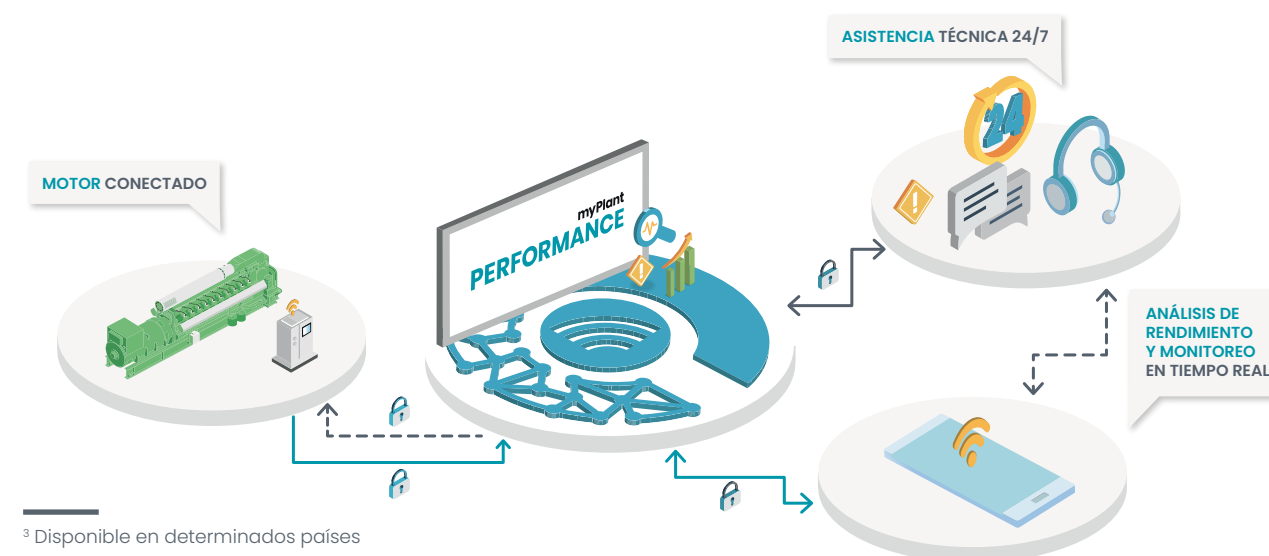 ASISTENCIA TÉCNICA 24/7
24
MOTOR CONECTADO
myPlant
PERFORMANCE
ANÁLISIS DE
RENDIMIENTO
Y MONITOREO
EN TIEMPO REAL
³ Disponible en determinados países